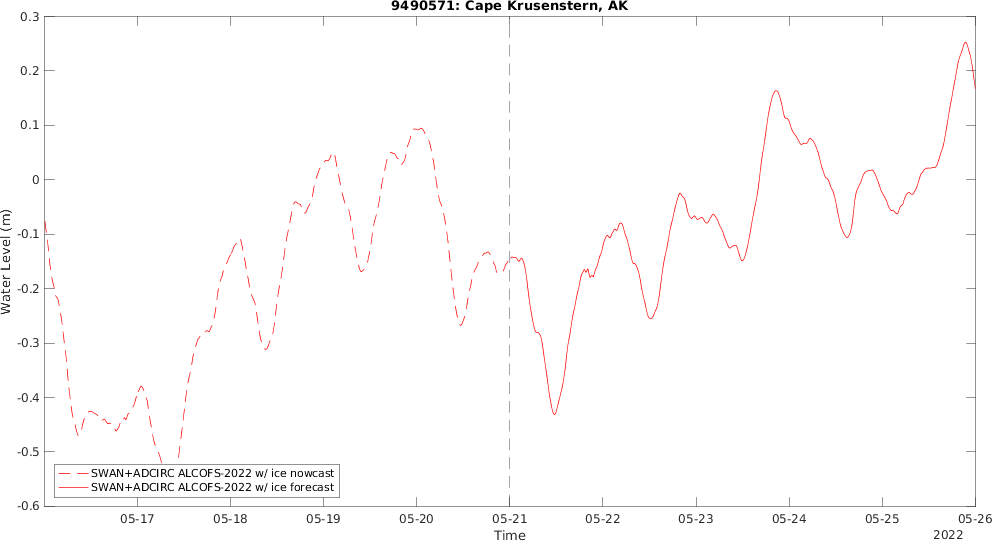 9490571: Cape Krusenstern, AK
0.3
0.2
0.1
0
-0.1
-0.2
-0.3
-0.4
-0.5
-0.6
Water Level (m)
SWAN+ADCIRC ALCOFS-2022 w/ ice nowcast
SWAN+ADCIRC ALCOFS-2022 w/ ice forecast
05-17 05-18 05-19 05-20 05-21 05-22 05-23 05-24 05-25 05-26
Time
2022